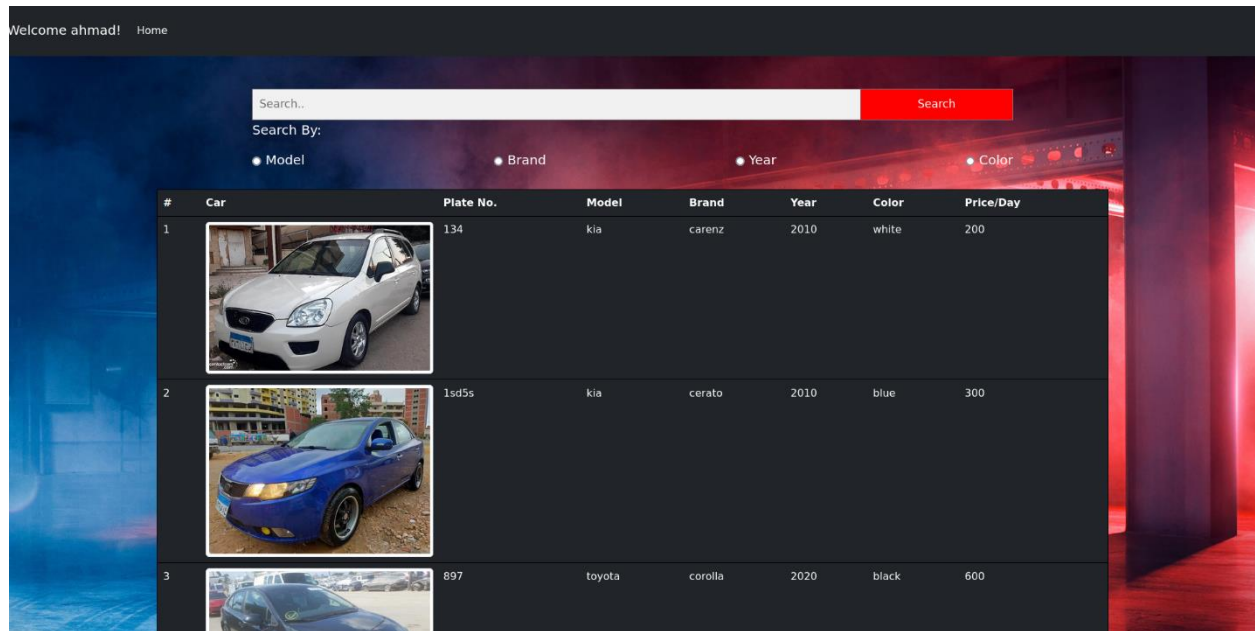 Welcome ahmad! Home
Search.. Search
Search By:
Model Brand Year Color
# Car Plate No. Model Brand Year Color Price/Day
1 134 kia carenz 2010 white 200
2 1sd5s kia cerato 2010 blue 300
3 897 toyota corolla 2020 black 600